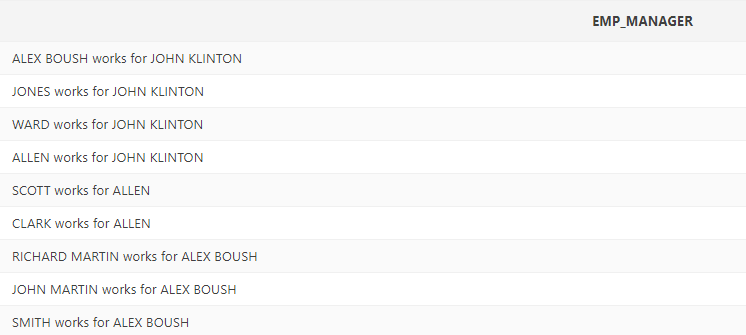 EMP_MANAGER
ALEX BOUSH works for JOHN KLINTON
JONES works for JOHN KLINTON
WARD works for JOHN KLINTON
ALLEN works for JOHN KLINTON
SCOTT works for ALLEN
CLARK works for ALLEN
RICHARD MARTIN works for ALEX BOUSH
JOHN MARTIN works for ALEX BOUSH
SMITH works for ALEX BOUSH